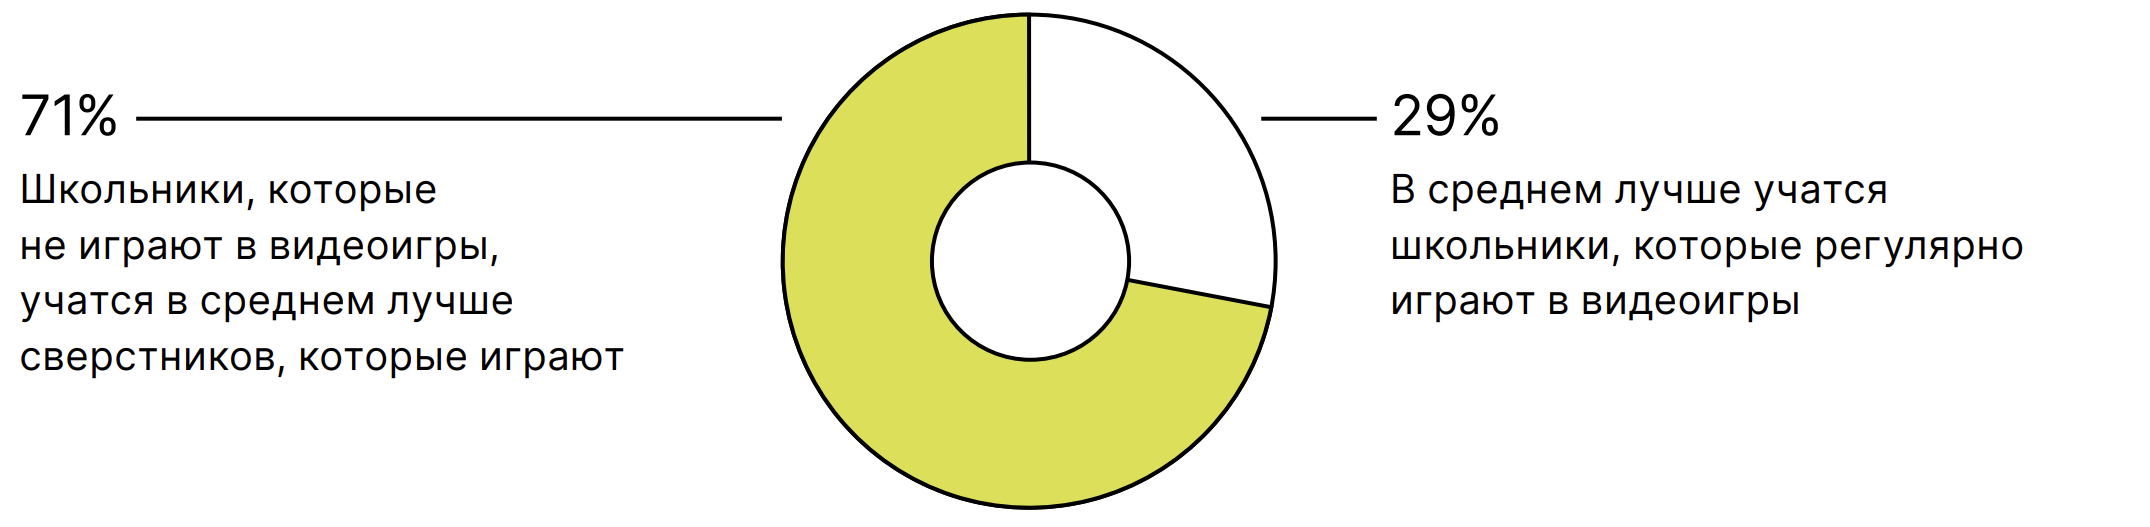 71%
Школьники, которые
не играют в видеоигры,
учатся в среднем лучше
сверстников, которые играют
29%
В среднем лучше учатся
школьники, которые регулярно
играют в видеоигры